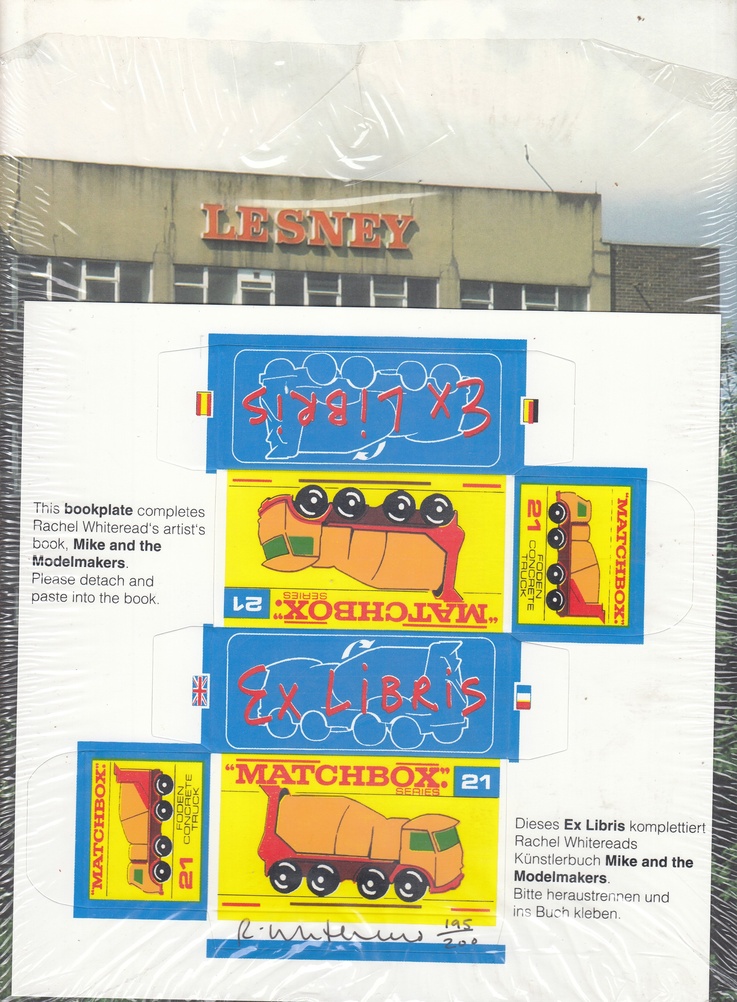 LESNEY
Ex LiBRiS
"MATCHBOX"
SERIES
21
This bookplate completes
Rachel Whiteread's artist's
book, Mike and the
Modelmakers.
Please detach and
paste into the book.
"MATCHBOX"
21
FODEN
CONCRETE
TRUCK
Ex LiBRiS
"MATCHBOX"
SERIES
21
"MATCHBOX"
21
FODEN
CONCRETE
TRUCK
Dieses Ex Libris komplettiert
Rachel Whitereads
Künstlerbuch Mike and the
Modelmakers.
Bitte heraustrennen und
ins Buch kleben.
R. Whiteread 195
200